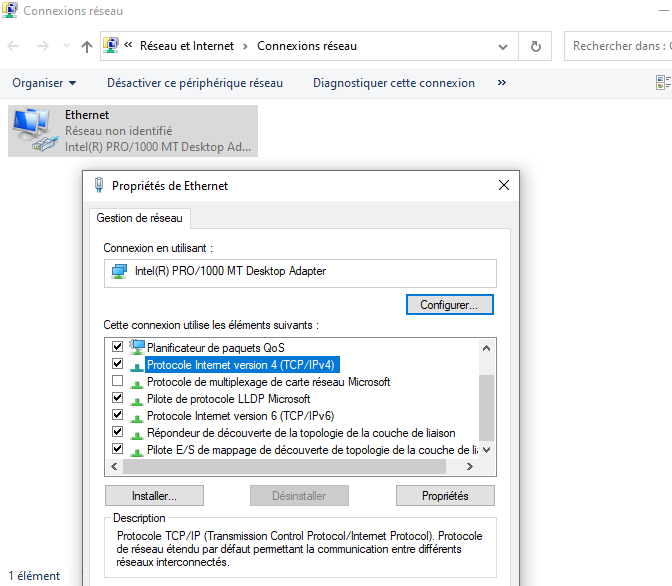 Connexions réseau
« Réseau et Internet > Connexions réseau
Rechercher dans :
Organiser
Désactiver ce périphérique réseau
Diagnostiquer cette connexion
»
Ethernet
Réseau non identifié
Intel(R) PRO/1000 MT Desktop Ad...
Propriétés de Ethernet
Gestion de réseau
Connexion en utilisant :
Intel(R) PRO/1000 MT Desktop Adapter
Configurer...
Cette connexion utilise les éléments suivants :
Planificateur de paquets QoS
Protocole Internet version 4 (TCP/IPv4)
Protocole de multiplexage de carte réseau Microsoft
Pilote de protocole LLDP Microsoft
Protocole Internet version 6 (TCP/IPv6)
Répondeur de découverte de la topologie de la couche de liaison
Pilote E/S de mappage de découverte de topologie de la couche de
Installer...
Désinstaller
Propriétés
Description
Protocole TCP/IP (Transmission Control Protocol/Internet Protocol). Protocole
de réseau étendu par défaut permettant la communication entre différents
réseaux interconnectés.
1 élément